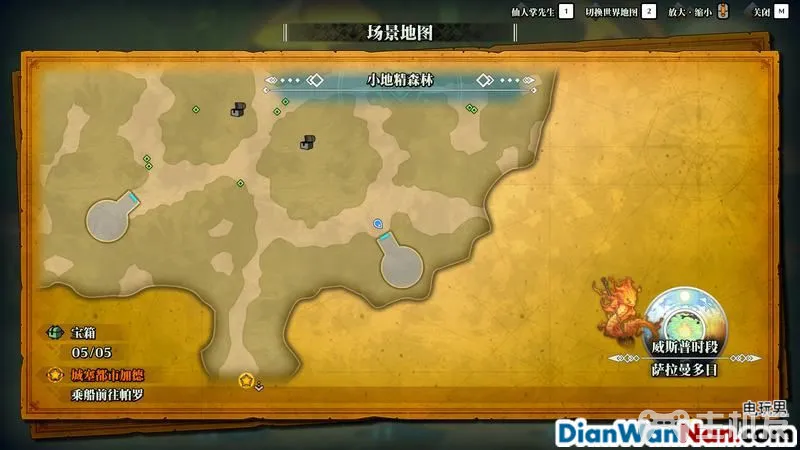 仙人掌先生 1 切换世界地图 2 放大·缩小 关闭 M
场景地图
小地精森林
宝箱
05/05
城塞都市加德
乘船前往帕罗
威斯普时段
萨拉曼多日
电玩男
DianWanNan.com